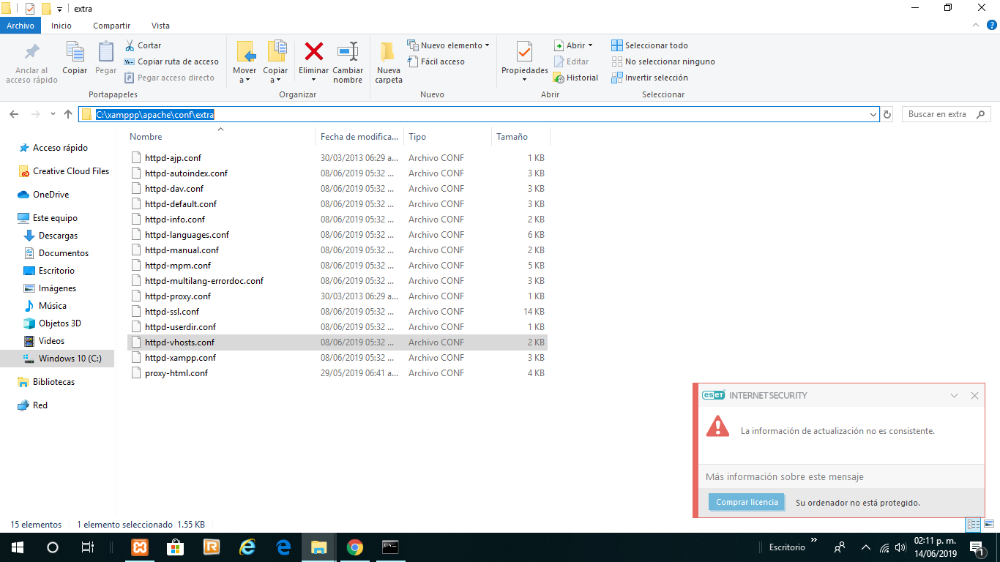 extra
Archivo Inicio Compartir Vista
Anclar al acceso rápido
Copiar
Pegar
Cortar
Copiar ruta de acceso
Pegar acceso directo
Portapapeles
Mover a
Copiar a
Eliminar
Cambiar nombre
Organizar
Nueva carpeta
Nuevo elemento
Fácil acceso
Nuevo
Propiedades
Abrir
Editar
Historial
Abrir
Seleccionar todo
No seleccionar ninguno
Invertir selección
Seleccionar
C:\xamppp\apache\conf\extra
Buscar en extra
Nombre Fecha de modifica... Tipo Tamaño
httpd-ajp.conf 30/03/2013 06:29 a... Archivo CONF 1 KB
httpd-autoindex.conf 08/06/2019 05:32 ... Archivo CONF 3 KB
httpd-dav.conf 08/06/2019 05:32 ... Archivo CONF 3 KB
httpd-default.conf 08/06/2019 05:32 ... Archivo CONF 3 KB
httpd-info.conf 08/06/2019 05:32 ... Archivo CONF 2 KB
httpd-languages.conf 08/06/2019 05:32 ... Archivo CONF 6 KB
httpd-manual.conf 08/06/2019 05:32 ... Archivo CONF 2 KB
httpd-mpm.conf 08/06/2019 05:32 ... Archivo CONF 5 KB
httpd-multilang-errordoc.conf 08/06/2019 05:32 ... Archivo CONF 3 KB
httpd-proxy.conf 30/03/2013 06:29 a... Archivo CONF 1 KB
httpd-ssl.conf 08/06/2019 05:32 ... Archivo CONF 14 KB
httpd-userdir.conf 08/06/2019 05:32 ... Archivo CONF 1 KB
httpd-vhosts.conf 08/06/2019 05:32 ... Archivo CONF 2 KB
httpd-xampp.conf 08/06/2019 05:32 ... Archivo CONF 3 KB
proxy-html.conf 29/05/2019 06:41 a... Archivo CONF 4 KB
Acceso rápido
Creative Cloud Files
OneDrive
Este equipo
Descargas
Documentos
Escritorio
Imágenes
Música
Objetos 3D
Videos
Windows 10 (C:)
Bibliotecas
Red
eset INTERNET SECURITY
La información de actualización no es consistente.
Más información sobre este mensaje
Comprar licencia Su ordenador no está protegido.
15 elementos 1 elemento seleccionado 1.55 KB
Escritorio
02:11 p. m.
14/06/2019
1